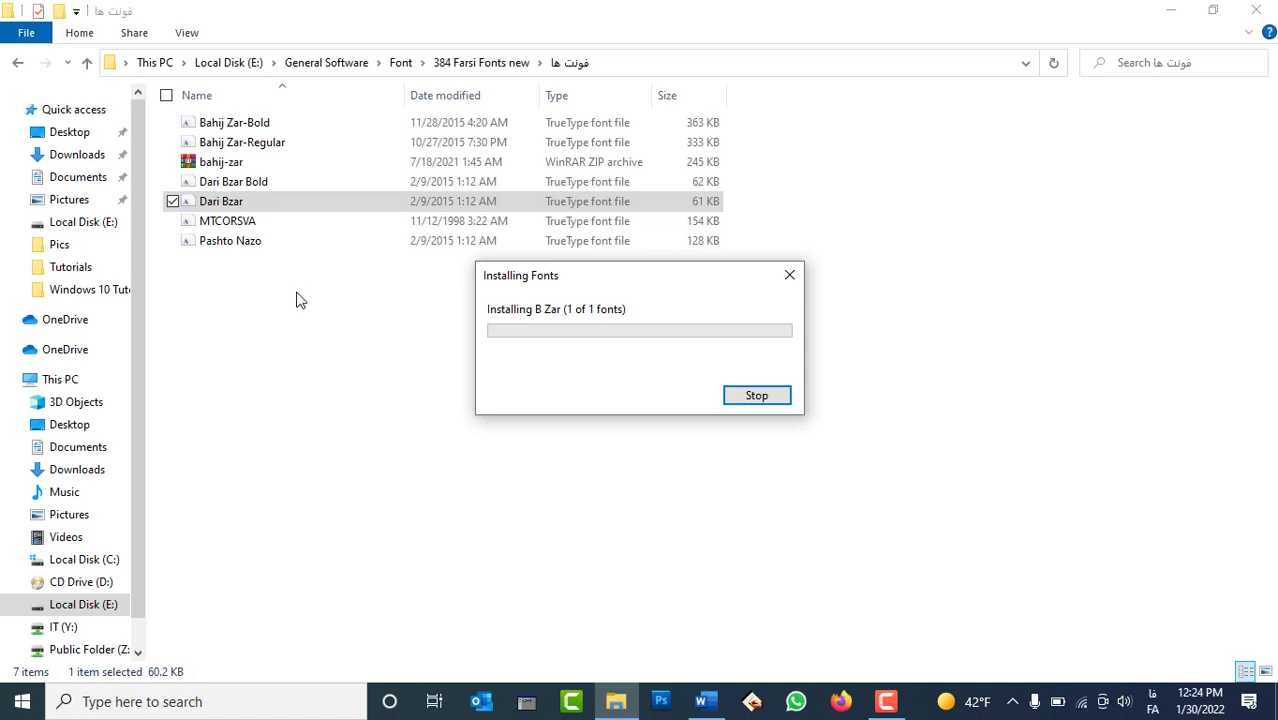 فونت ها
File Home Share View
This PC Local Disk (E:) General Software Font 384 Farsi Fonts new فونت ها
Search فونت ها
Name Date modified Type Size
Bahij Zar-Bold 11/28/2015 4:20 AM TrueType font file 363 KB
Bahij Zar-Regular 10/27/2015 7:30 PM TrueType font file 333 KB
bahij-zar 7/18/2021 1:45 AM WinRAR ZIP archive 245 KB
Dari Bzar Bold 2/9/2015 1:12 AM TrueType font file 62 KB
Dari Bzar 2/9/2015 1:12 AM TrueType font file 61 KB
MTCORSVA 11/12/1998 3:22 AM TrueType font file 154 KB
Pashto Nazo 2/9/2015 1:12 AM TrueType font file 128 KB
Quick access
Desktop
Downloads
Documents
Pictures
Local Disk (E:)
Pics
Tutorials
Windows 10 Tuto
OneDrive
OneDrive
This PC
3D Objects
Desktop
Documents
Downloads
Music
Pictures
Videos
Local Disk (C:)
CD Drive (D:)
Local Disk (E:)
IT (Y:)
Public Folder (Z:
Installing Fonts
Installing B Zar (1 of 1 fonts)
Stop
7 items 1 item selected 60.2 KB
Type here to search
42°F
فا
FA
12:24 PM
1/30/2022